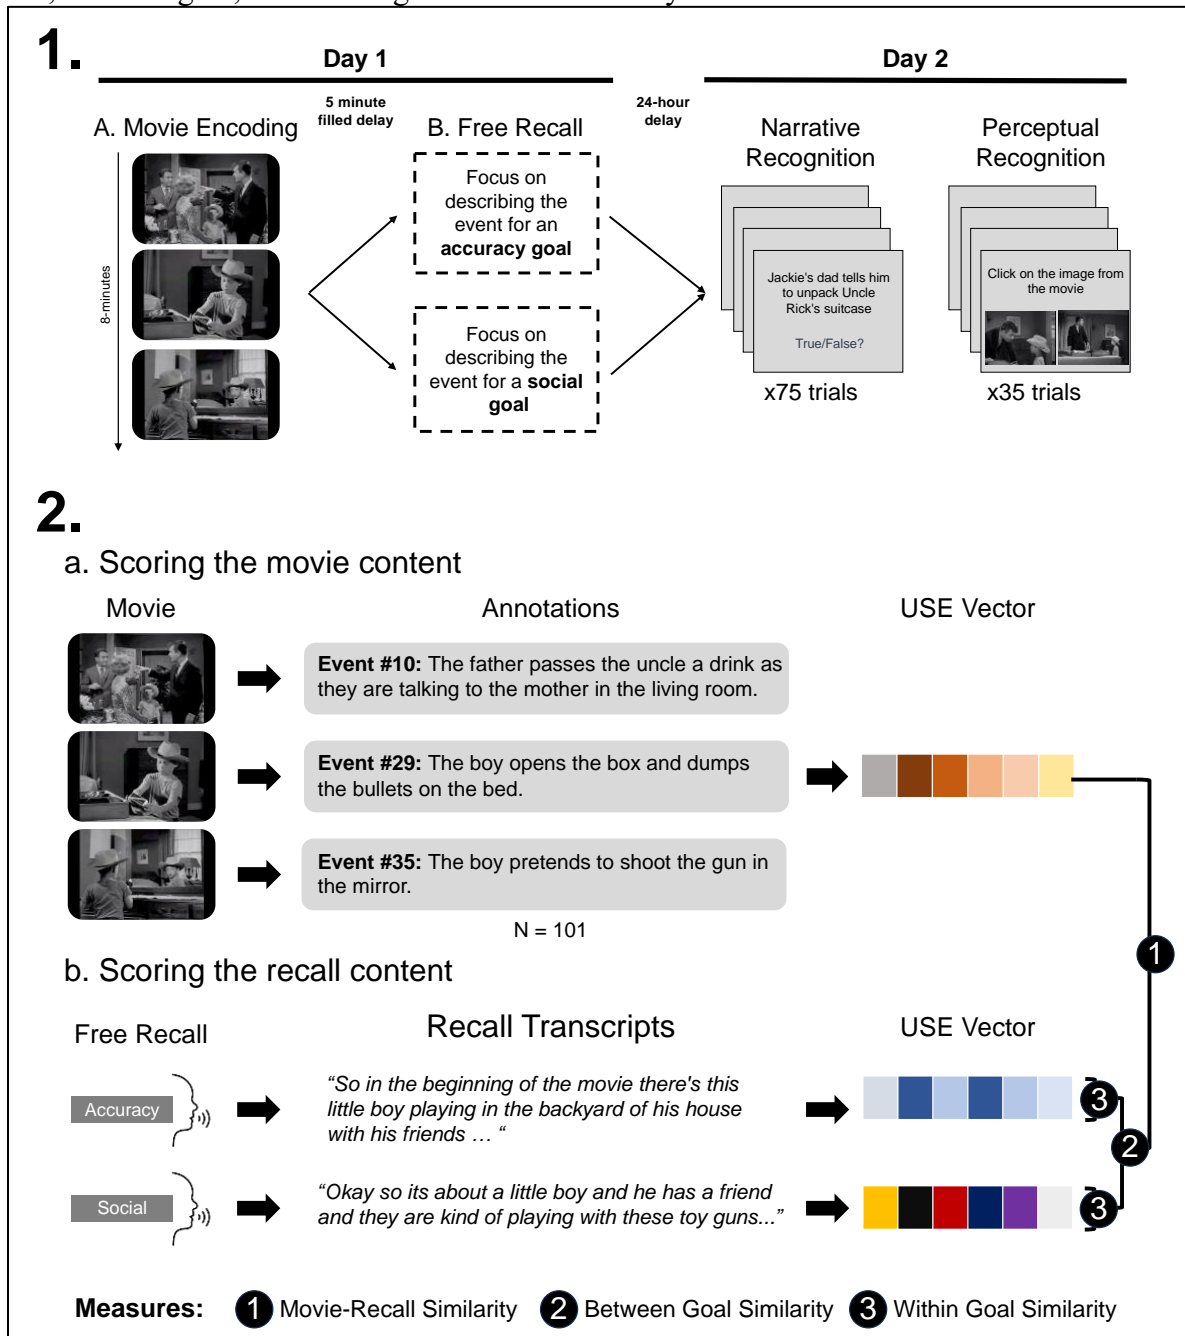 1.
Day 1
Day 2
5 minute
filled delay
24-hour
delay
A. Movie Encoding
B. Free Recall
Narrative
Recognition
Perceptual
Recognition
8-minutes
Focus on
describing the
event for an
accuracy goal
Focus on
describing the
event for a social
goal
Jackie's dad tells him
to unpack Uncle
Rick's suitcase
True/False?
x75 trials
Click on the image from
the movie
x35 trials
2.
a. Scoring the movie content
Movie
Annotations
USE Vector
Event #10: The father passes the uncle a drink as
they are talking to the mother in the living room.
Event #29: The boy opens the box and dumps
the bullets on the bed.
Event #35: The boy pretends to shoot the gun in
the mirror.
N = 101
1
b. Scoring the recall content
Free Recall
Recall Transcripts
USE Vector
Accuracy
“So in the beginning of the movie there's this
little boy playing in the backyard of his house
with his friends … “
3
2
Social
“Okay so its about a little boy and he has a friend
and they are kind of playing with these toy guns...”
3
Measures: 1 Movie-Recall Similarity 2 Between Goal Similarity 3 Within Goal Similarity